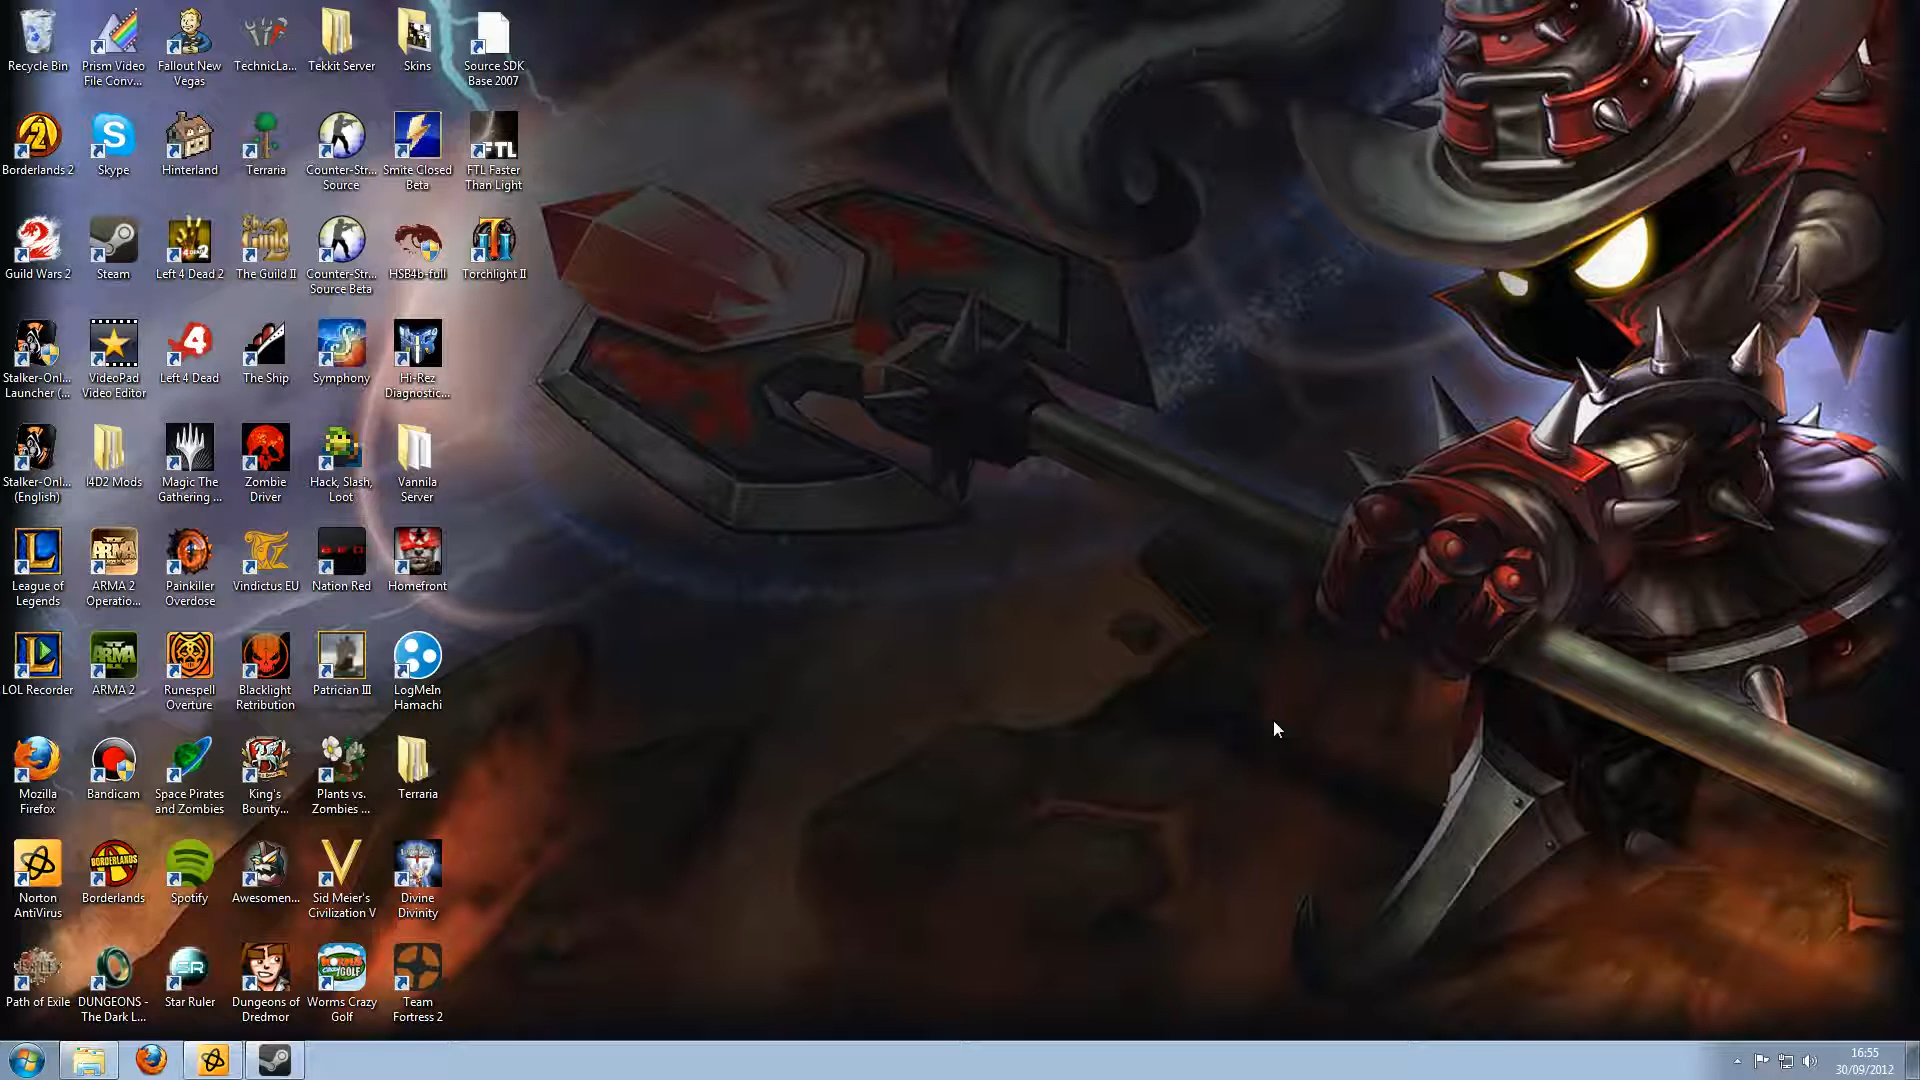 Recycle Bin
Prism Video
File Conv...
Fallout New
Vegas
TechnicLa...
Tekkit Server
Skins
Source SDK
Base 2007
Borderlands 2
Skype
Hinterland
Terraria
Counter-Str...
Source
Smite Closed
Beta
FTL
FTL Faster
Than Light
Guild Wars 2
Steam
Left 4 Dead 2
The Guild II
Counter-Str...
Source Beta
HSB4b-full
Torchlight II
Stalker-Onl...
Launcher (...
VideoPad
Video Editor
Left 4 Dead
The Ship
Symphony
Hi-Rez
Diagnostic...
Stalker-Onl...
(English)
l4D2 Mods
Magic The
Gathering ...
Zombie
Driver
Hack, Slash,
Loot
Vannila
Server
League of
Legends
ARMA
ARMA 2
Operatio...
Painkiller
Overdose
Vindictus EU
Nation Red
Homefront
LOL Recorder
ARMA
ARMA 2
Runespell
Overture
Blacklight
Retribution
Patrician III
LogMeIn
Hamachi
Mozilla
Firefox
Bandicam
Space Pirates
and Zombies
King's
Bounty...
Plants vs.
Zombies ...
Terraria
Norton
AntiVirus
BORDERLANDS
Borderlands
Spotify
Awesomen...
Sid Meier's
Civilization V
Divine
Divinity
Path of Exile
DUNGEONS -
The Dark L...
SR
Star Ruler
Dungeons of
Dredmor
WORMS
GOLF
Worms Crazy
Golf
Team
Fortress 2
16:55
30/09/2012